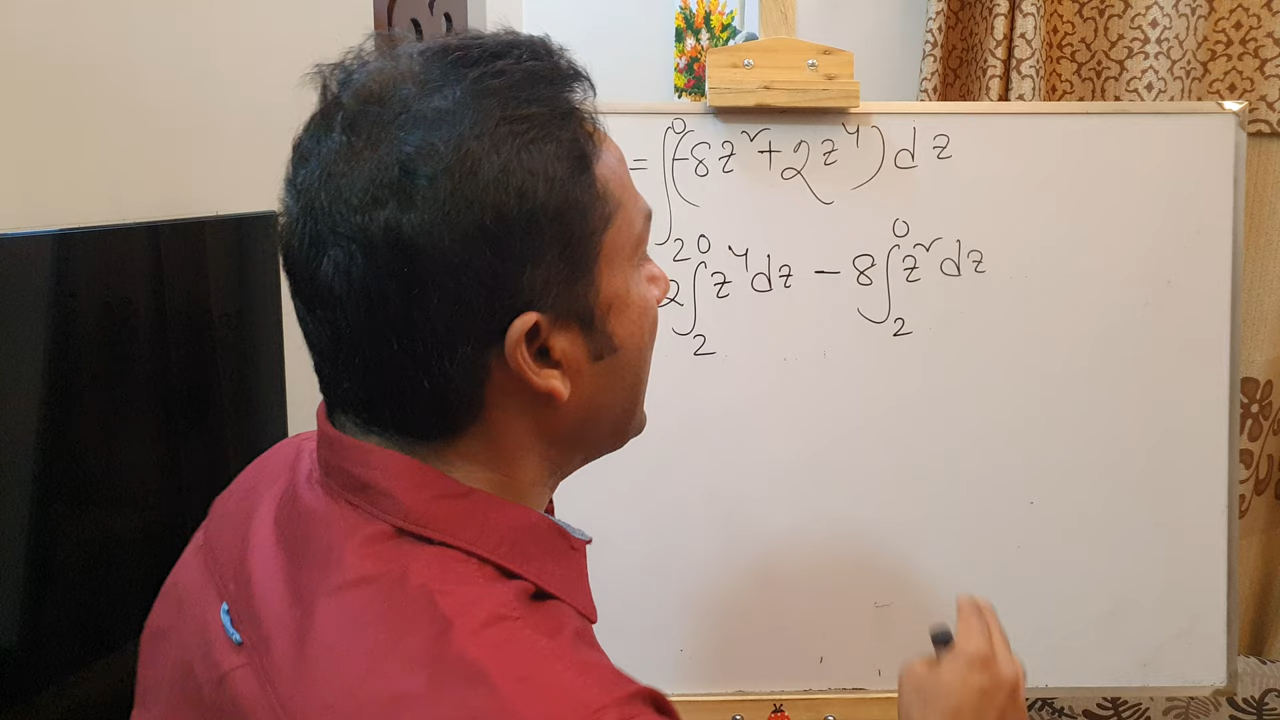 = ∫₂⁰ (-8z² + 2z⁴) dz
2 ∫₂⁰ z⁴ dz - 8 ∫₂⁰ z² dz